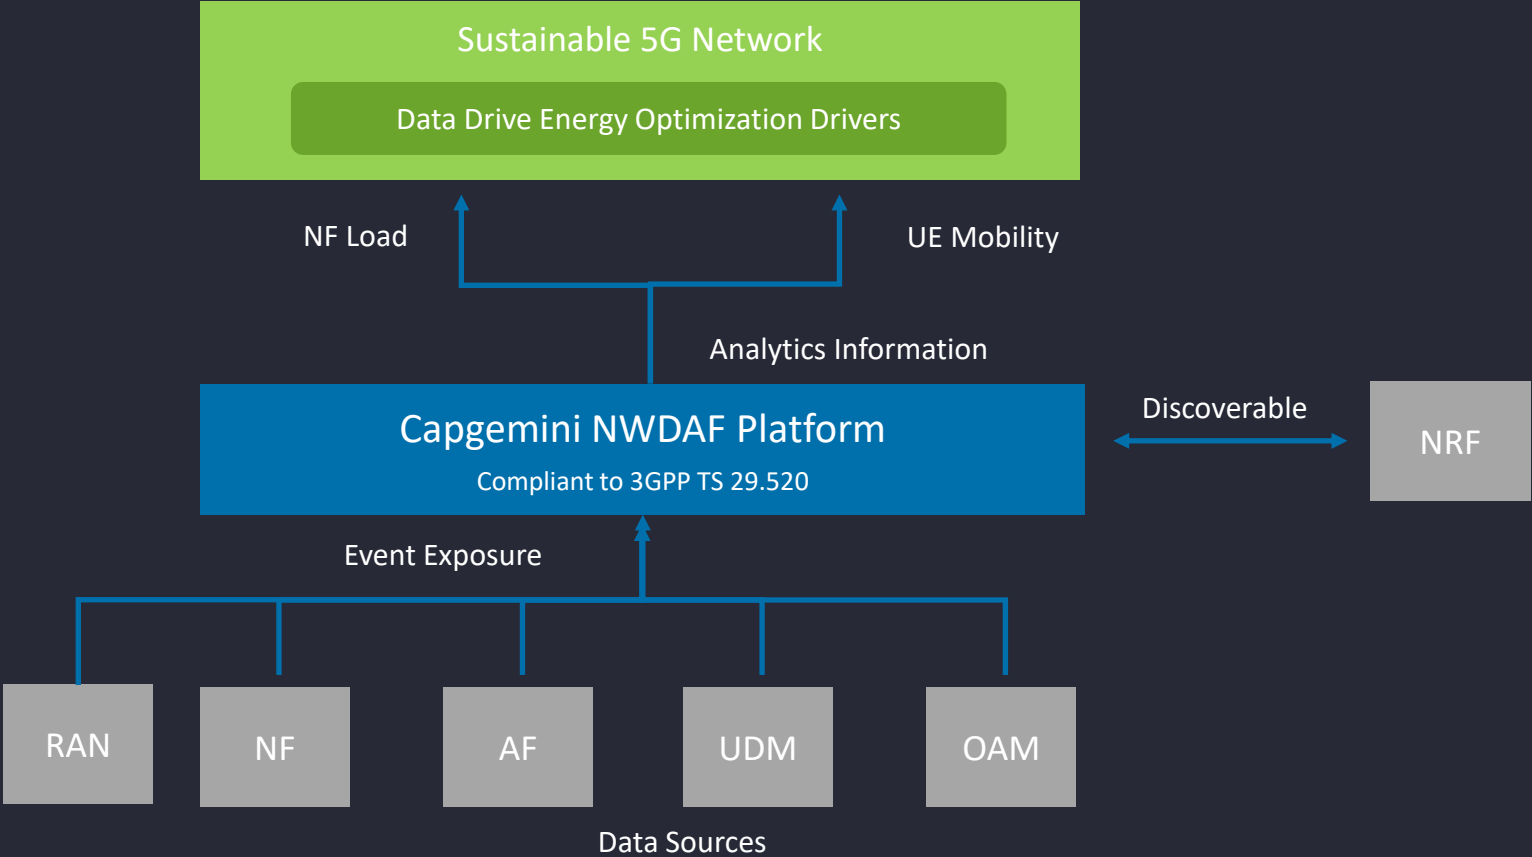 Sustainable 5G Network
Data Drive Energy Optimization Drivers
NF Load
UE Mobility
Analytics Information
Capgemini NWDAF Platform
Compliant to 3GPP TS 29.520
Discoverable
NRF
Event Exposure
RAN
NF
AF
UDM
OAM
Data Sources